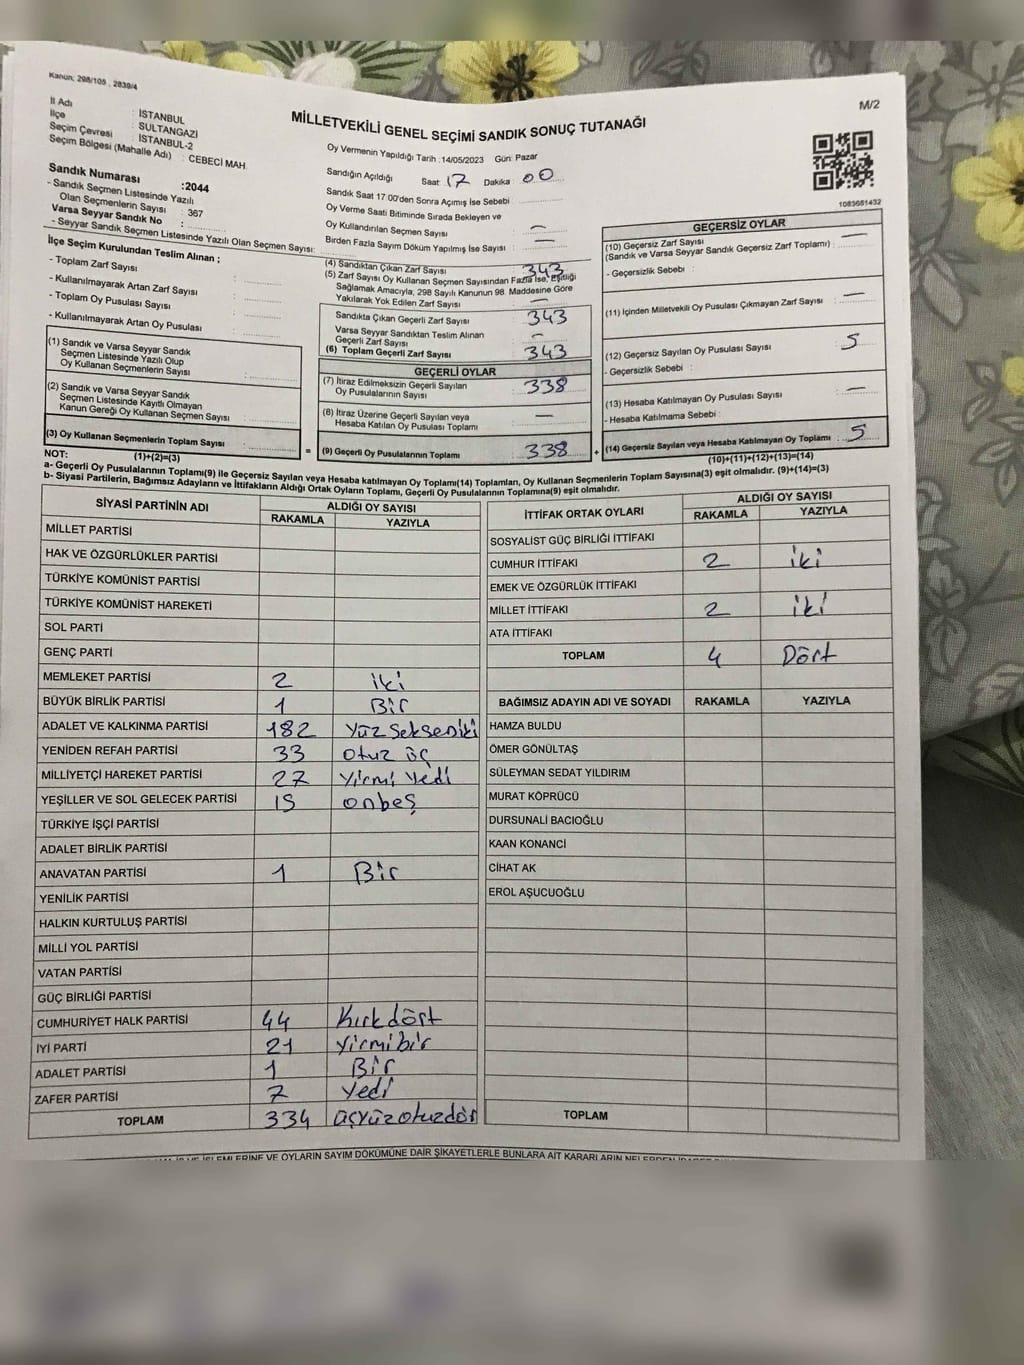 Kanun; 298/105 , 2839/4
M/2
MİLLETVEKİLİ GENEL SEÇİMİ SANDIK SONUÇ TUTANAĞI
İl Adı : İSTANBUL
İlçe : SULTANGAZİ
Seçim Çevresi : İSTANBUL-2
Seçim Bölgesi (Mahalle Adı) : CEBECİ MAH.
Sandık Numarası :2044
- Sandık Seçmen Listesinde Yazılı
Olan Seçmenlerin Sayısı : 367
Varsa Seyyar Sandık No :
- Seyyar Sandık Seçmen Listesinde Yazılı Olan Seçmen Sayısı:
İlçe Seçim Kurulundan Teslim Alınan ;
- Toplam Zarf Sayısı :
- Kullanılmayarak Artan Zarf Sayısı :
- Toplam Oy Pusulası Sayısı :
- Kullanılmayarak Artan Oy Pusulası :
(1) Sandık ve Varsa Seyyar Sandık
Seçmen Listesinde Yazılı Olup
Oy Kullanan Seçmenlerin Sayısı :
(2) Sandık ve Varsa Seyyar Sandık
Seçmen Listesinde Kayıtlı Olmayan
Kanun Gereği Oy Kullanan Seçmen Sayısı :
(3) Oy Kullanan Seçmenlerin Toplam Sayısı :
Oy Vermenin Yapıldığı Tarih :14/05/2023 Gün: Pazar
Sandığın Açıldığı Saat 17 Dakika : 00
Sandık Saat 17.00'den Sonra Açmış İse Sebebi :
Oy Verme Saati Bitiminde Sırada Bekleyen ve
Oy Kullandırılan Seçmen Sayısı : —
Birden Fazla Sayım Döküm Yapılmış İse Sayısı : —
(4) Sandıktan Çıkan Zarf Sayısı : 343
(5) Zarf Sayısı Oy Kullanan Seçmen Sayısından Fazla İse, Eşitliği
Sağlamak Amacıyla, 298 Sayılı Kanunun 98. Maddesine Göre
Yakılarak Yok Edilen Zarf Sayısı : —
Sandıkta Çıkan Geçerli Zarf Sayısı : 343
Varsa Seyyar Sandıktan Teslim Alınan
Geçerli Zarf Sayısı : —
(6) Toplam Geçerli Zarf Sayısı : 343
GEÇERLİ OYLAR
(7) İtiraz Edilmeksizin Geçerli Sayılan
Oy Pusulasının Sayısı : 338
(8) İtiraz Üzerine Geçerli Sayılan veya
Hesaba Katılan Oy Pusulası Toplamı : —
= (9) Geçerli Oy Pusulalarının Toplamı : 338 +
1083681432
GEÇERSİZ OYLAR
(10) Geçersiz Zarf Sayısı : —
(Sandık ve Varsa Seyyar Sandık Geçersiz Zarf Toplamı)
- Geçersizlik Sebebi :
(11) İçinden Milletvekili Oy Pusulası Çıkmayan Zarf Sayısı : —
(12) Geçersiz Sayılan Oy Pusulası Sayısı : 5
- Geçersizlik Sebebi :
(13) Hesaba Katılmayan Oy Pusulası Sayısı : —
- Hesaba Katılmama Sebebi :
(14) Geçersiz Sayılan veya Hesaba Katılmayan Oy Toplamı : 5
NOT: (1)+(2)=(3) (10)+(11)+(12)+(13)=(14)
a- Geçerli Oy Pusulalarının Toplamı(9) ile Geçersiz Sayılan veya Hesaba Katılmayan Oy Toplamı(14) Toplamları, Oy Kullanan Seçmenlerin Toplam Sayısına(3) eşit olmalıdır. (9)+(14)=(3)
b- Siyasi Partilerin, Bağımsız Adayların ve İttifakların Aldığı Ortak Oyların Toplamı, Geçerli Oy Pusulalarının Toplamına(9) eşit olmalıdır.
SİYASİ PARTİNİN ADI ALDIĞI OY SAYISI
RAKAMLA YAZIYLA
MİLLET PARTİSİ
HAK VE ÖZGÜRLÜKLER PARTİSİ
TÜRKİYE KOMÜNİST PARTİSİ
TÜRKİYE KOMÜNİST HAREKETİ
SOL PARTİ
GENÇ PARTİ
MEMLEKET PARTİSİ 2 iki
BÜYÜK BİRLİK PARTİSİ 1 Bir
ADALET VE KALKINMA PARTİSİ 182 Yüz Seksen iki
YENİDEN REFAH PARTİSİ 33 Otuz üç
MİLLİYETÇİ HAREKET PARTİSİ 27 Yirmi Yedi
YEŞİLLER VE SOL GELECEK PARTİSİ 15 onbeş
TÜRKİYE İŞÇİ PARTİSİ
ADALET BİRLİK PARTİSİ
ANAVATAN PARTİSİ 1 Bir
YENİLİK PARTİSİ
HALKIN KURTULUŞ PARTİSİ
MİLLİ YOL PARTİSİ
VATAN PARTİSİ
GÜÇ BİRLİĞİ PARTİSİ
CUMHURİYET HALK PARTİSİ 44 Kırkdört
İYİ PARTİ 21 Yirmibir
ADALET PARTİSİ 1 Bir
ZAFER PARTİSİ 7 Yedi
TOPLAM 334 üçyüzotuzdör
İTTİFAK ORTAK OYLARI ALDIĞI OY SAYISI
RAKAMLA YAZIYLA
SOSYALİST GÜÇ BİRLİĞİ İTTİFAKI
CUMHUR İTTİFAKI 2 iki
EMEK VE ÖZGÜRLÜK İTTİFAKI
MİLLET İTTİFAKI 2 iki
ATA İTTİFAKI
TOPLAM 4 Dört
BAĞIMSIZ ADAYIN ADI VE SOYADI RAKAMLA YAZIYLA
HAMZA BULDU
ÖMER GÖNÜLTAŞ
SÜLEYMAN SEDAT YILDIRIM
MURAT KÖPRÜCÜ
DURSUNALİ BACIOĞLU
KAAN KONANCİ
CİHAT AK
EROL AŞUCUOĞLU
TOPLAM
VE İŞLEMLERİNE VE OYLARIN SAYIM DÖKÜMÜNE DAİR ŞİKAYETLERLE BUNLARA AİT KARARLARIN